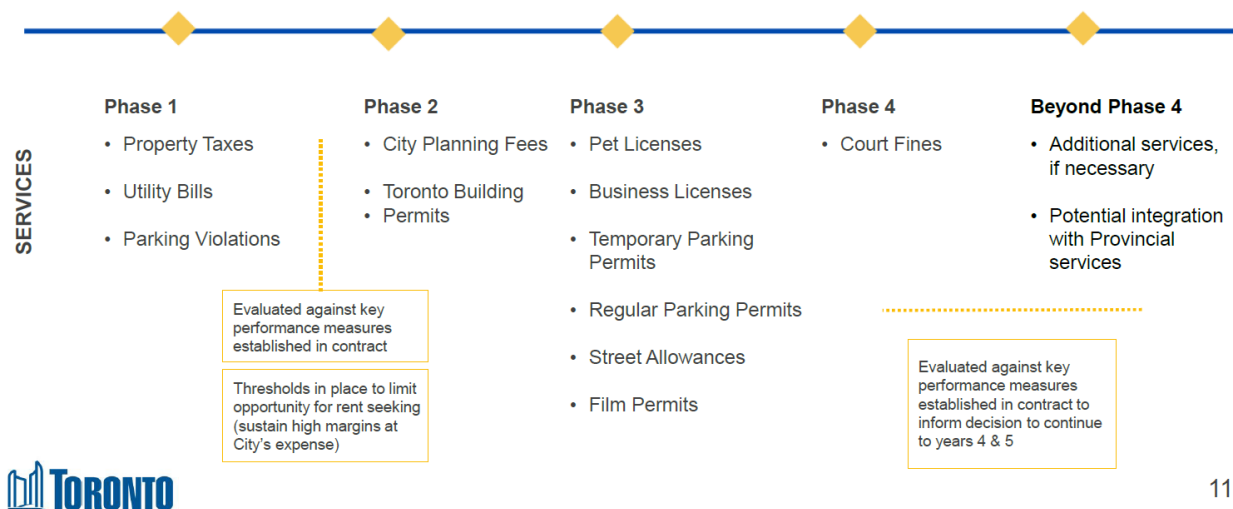 SERVICES
Phase 1
• Property Taxes
• Utility Bills
• Parking Violations
Evaluated against key
performance measures
established in contract
Thresholds in place to limit
opportunity for rent seeking
(sustain high margins at
City's expense)
Phase 2
• City Planning Fees
• Toronto Building
• Permits
Phase 3
• Pet Licenses
• Business Licenses
• Temporary Parking
Permits
• Regular Parking Permits
• Street Allowances
• Film Permits
Phase 4
• Court Fines
Beyond Phase 4
• Additional services,
if necessary
• Potential integration
with Provincial
services
Evaluated against key
performance measures
established in contract to
inform decision to continue
to years 4 & 5
TORONTO
11